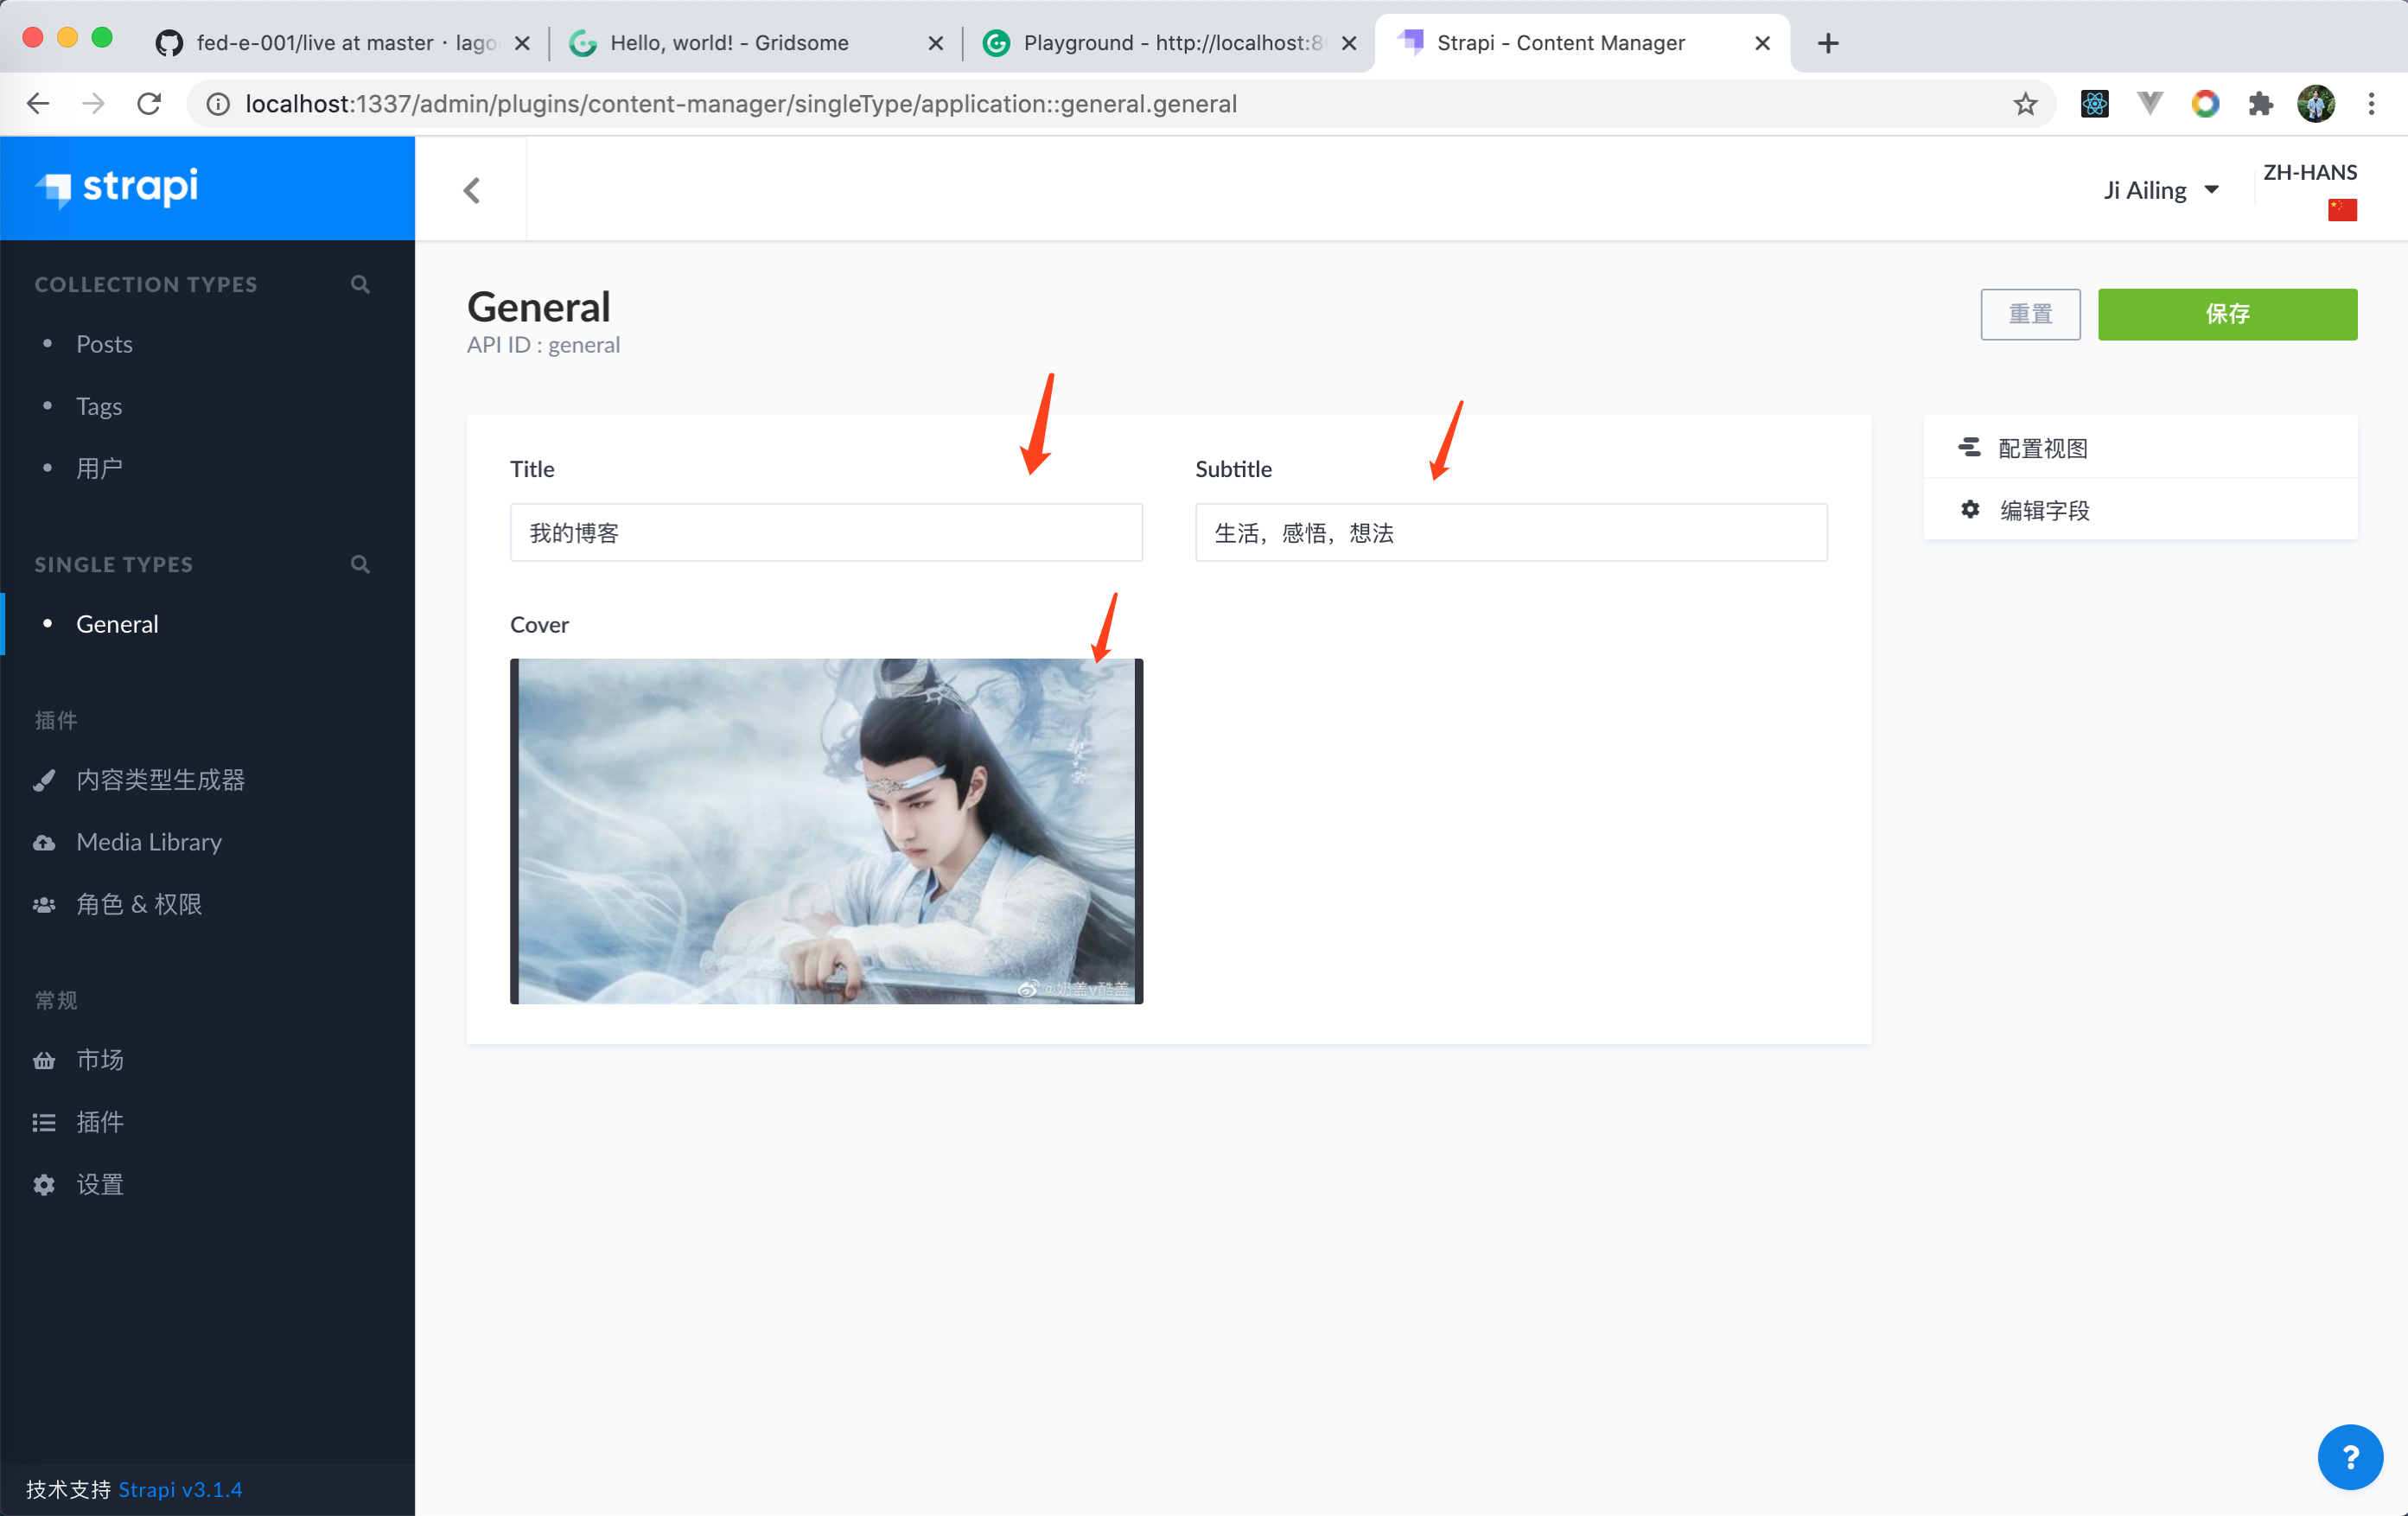 fed-e-001/live at master · lago
Hello, world! - Gridsome
Playground - http://localhost:8
Strapi - Content Manager
localhost:1337/admin/plugins/content-manager/singleType/application::general.general
strapi
Ji Ailing
ZH-HANS
COLLECTION TYPES
Posts
Tags
用户
SINGLE TYPES
General
插件
内容类型生成器
Media Library
角色 & 权限
常规
市场
插件
设置
技术支持 Strapi v3.1.4
General
API ID : general
重置
保存
Title
我的博客
Subtitle
生活，感悟，想法
Cover
@奶盖v酷盖
配置视图
编辑字段
?